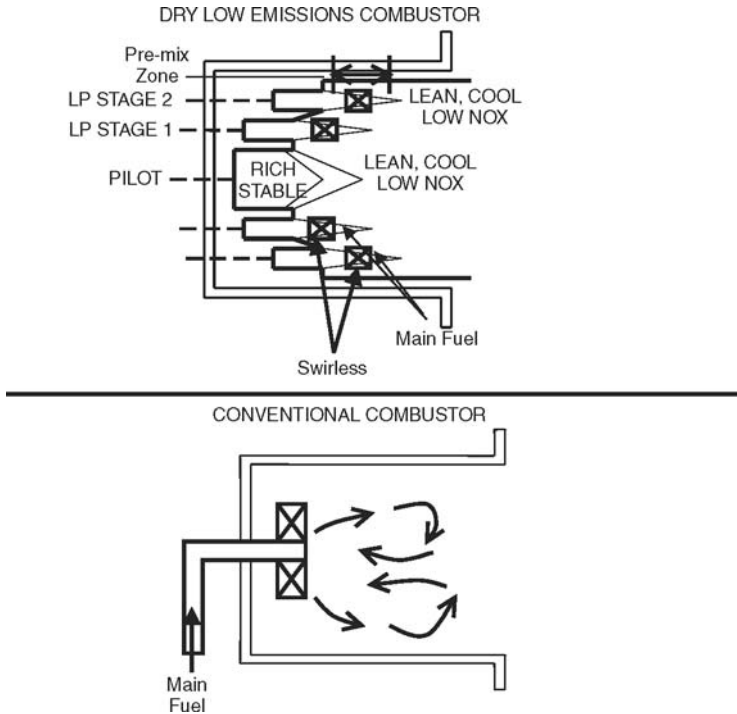 DRY LOW EMISSIONS COMBUSTOR
Pre-mix
Zone
LP STAGE 2
LEAN, COOL
LOW NOX
LP STAGE 1
RICH
STABLE
LEAN, COOL
LOW NOX
PILOT
Main Fuel
Swirless
CONVENTIONAL COMBUSTOR
Main
Fuel